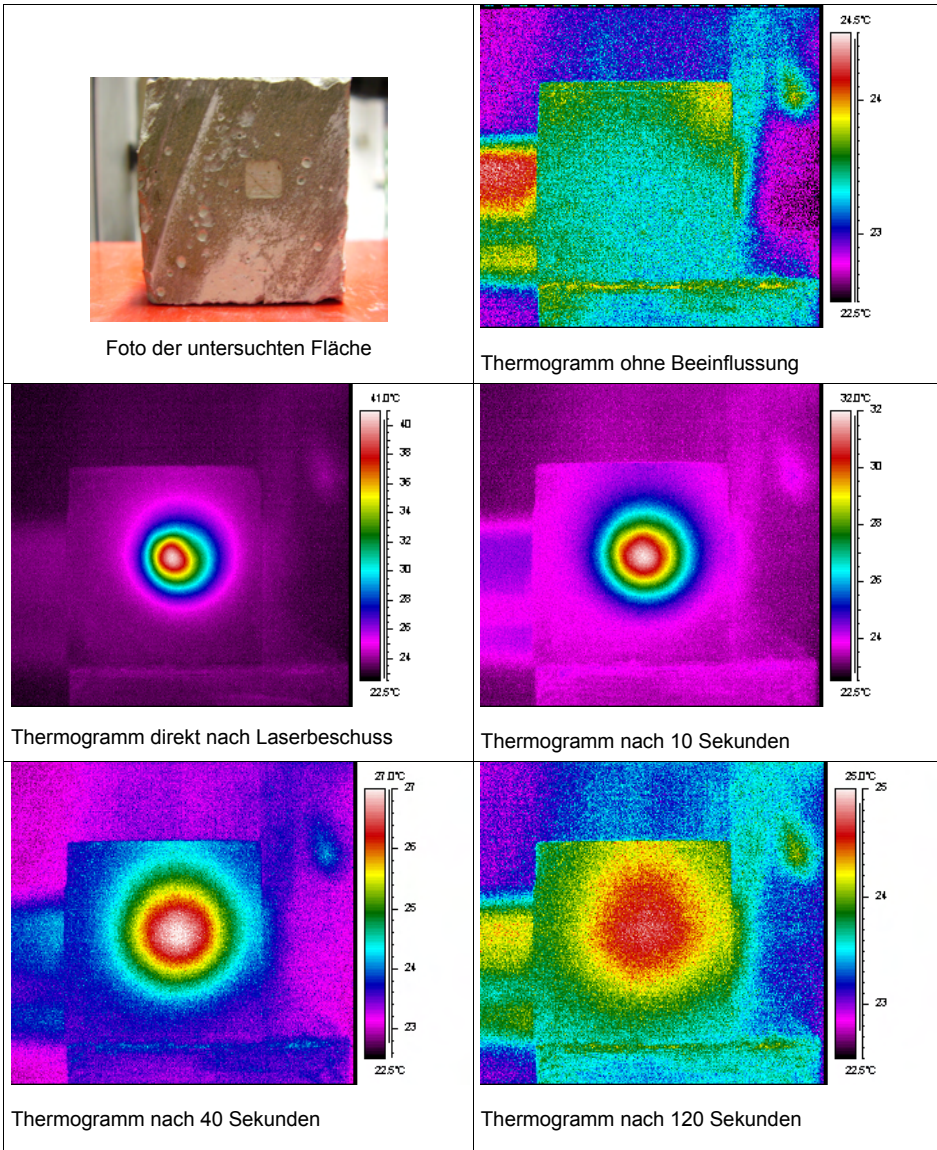 Foto der untersuchten Fläche
24.5°C
24
23
22.5°C
Thermogramm ohne Beeinflussung
41.0°C
40
38
36
34
32
30
28
26
24
22.5°C
Thermogramm direkt nach Laserbeschuss
32.0°C
32
30
28
26
24
22.5°C
Thermogramm nach 10 Sekunden
27.0°C
27
26
25
24
23
22.5°C
Thermogramm nach 40 Sekunden
25.0°C
25
24
23
22.5°C
Thermogramm nach 120 Sekunden